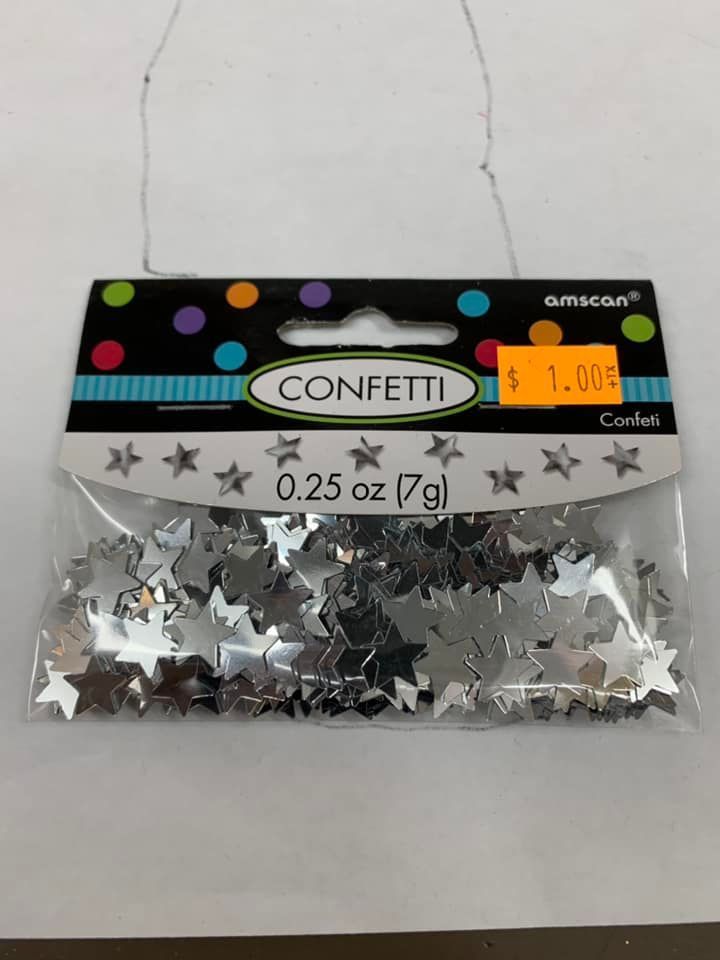 amscan®
CONFETTI
$ 1.00 +TX
Confeti
0.25 oz (7g)